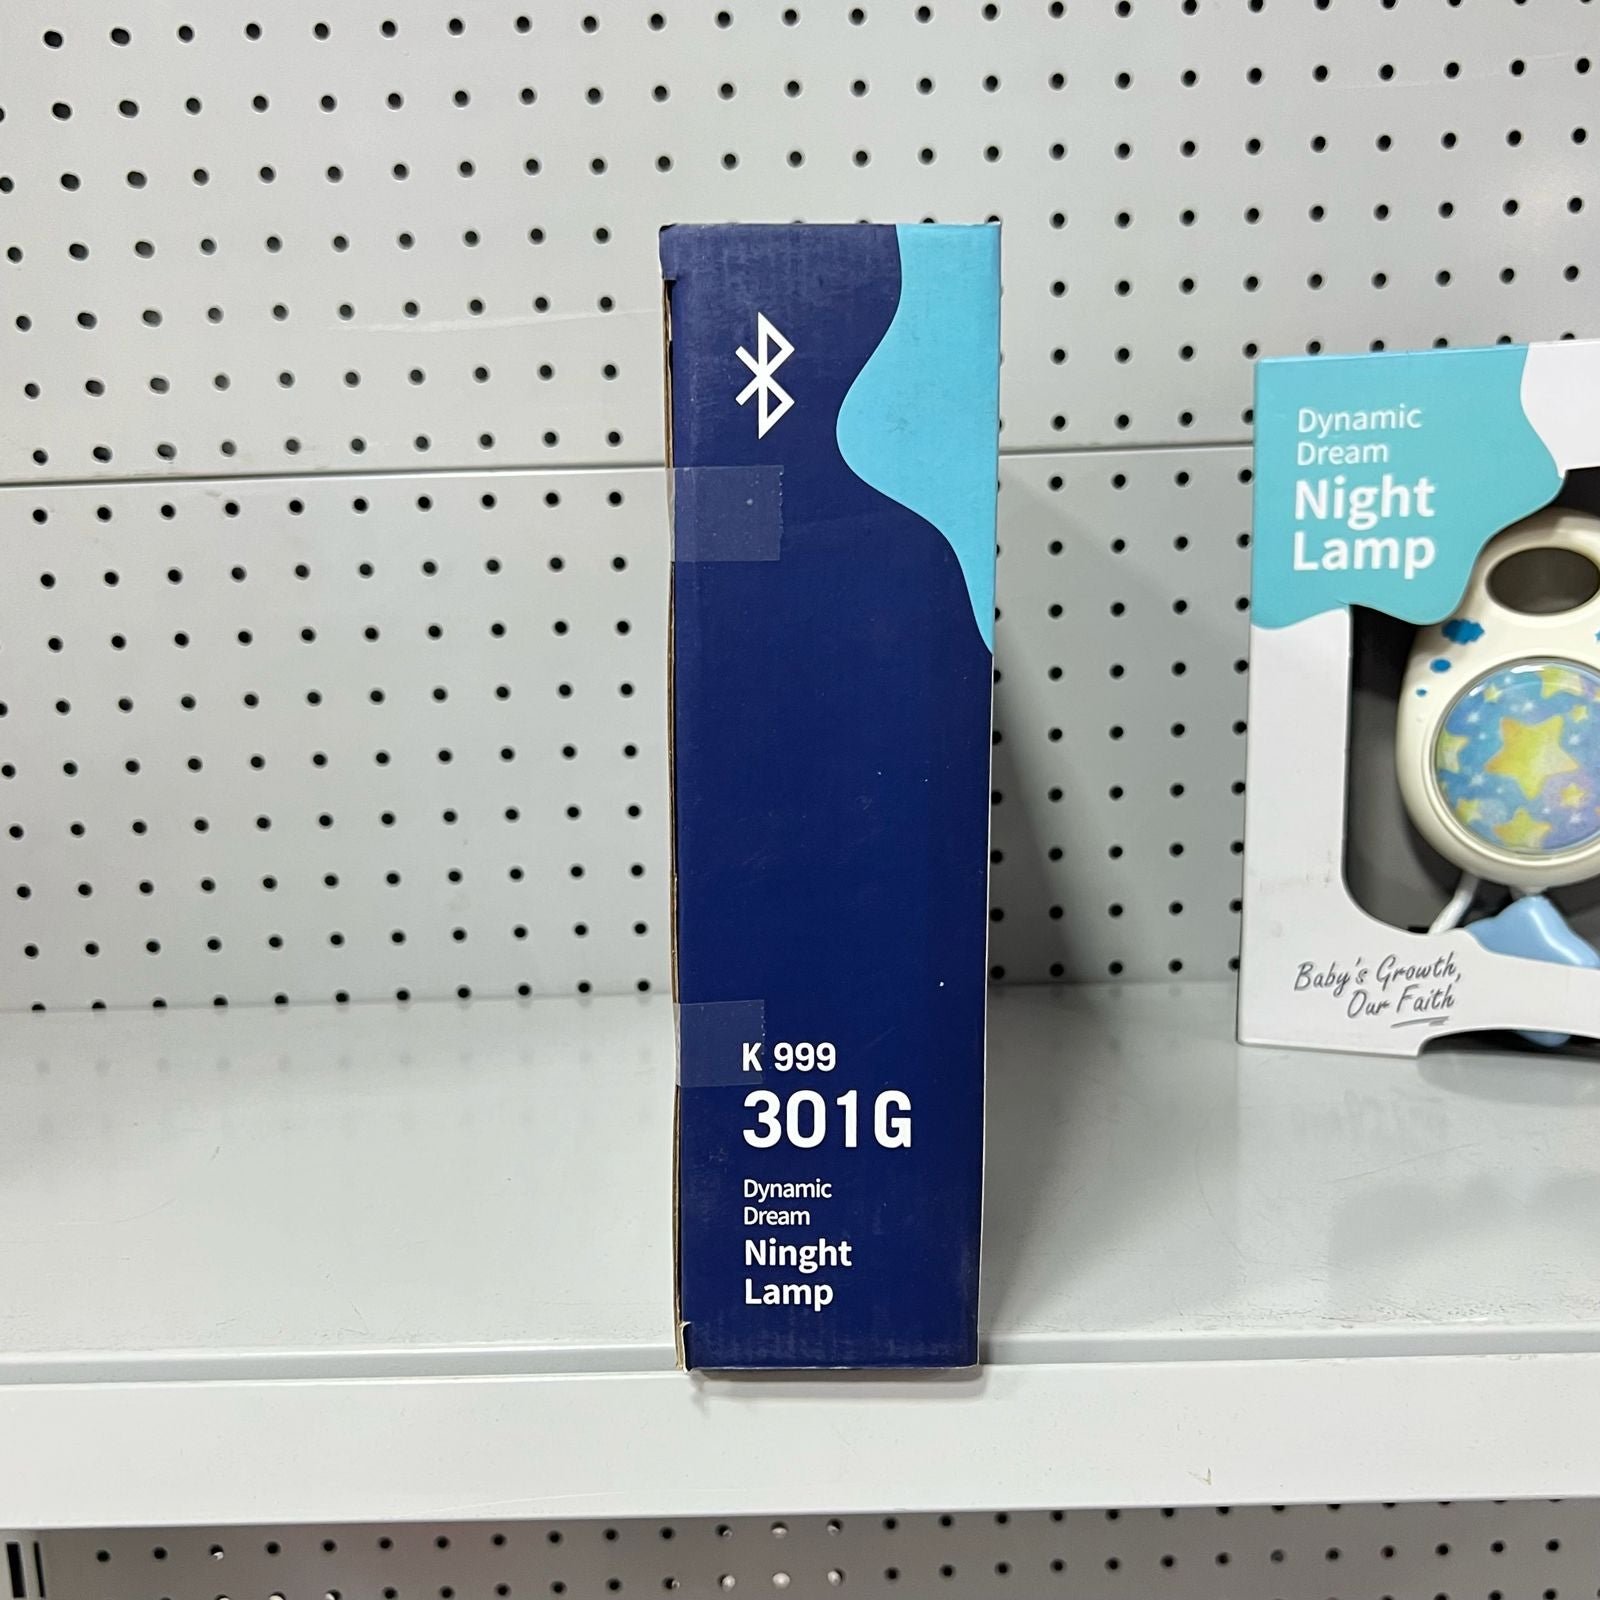 K 999
301G
Dynamic
Dream
Ninght
Lamp
Dynamic
Dream
Night
Lamp
Baby's Growth,
Our Faith